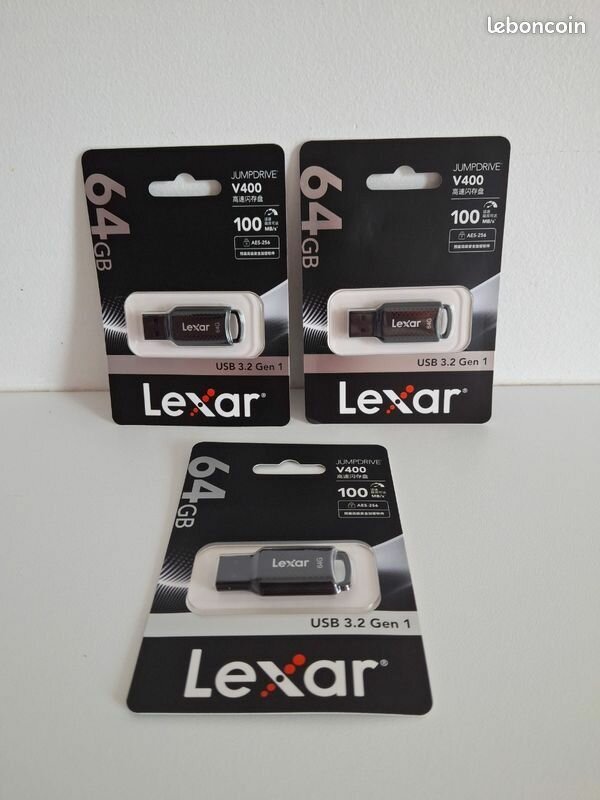 leboncoin
64GB
JUMPDRIVE
V400
高速闪存盘
100 MB/s
AES-256
Lexar 64G
USB 3.2 Gen 1
Lexar
64GB
JUMPDRIVE
V400
高速闪存盘
100 MB/s
AES-256
Lexar 64G
USB 3.2 Gen 1
Lexar
64GB
JUMPDRIVE
V400
高速闪存盘
100 MB/s
AES-256
Lexar 64G
USB 3.2 Gen 1
Lexar